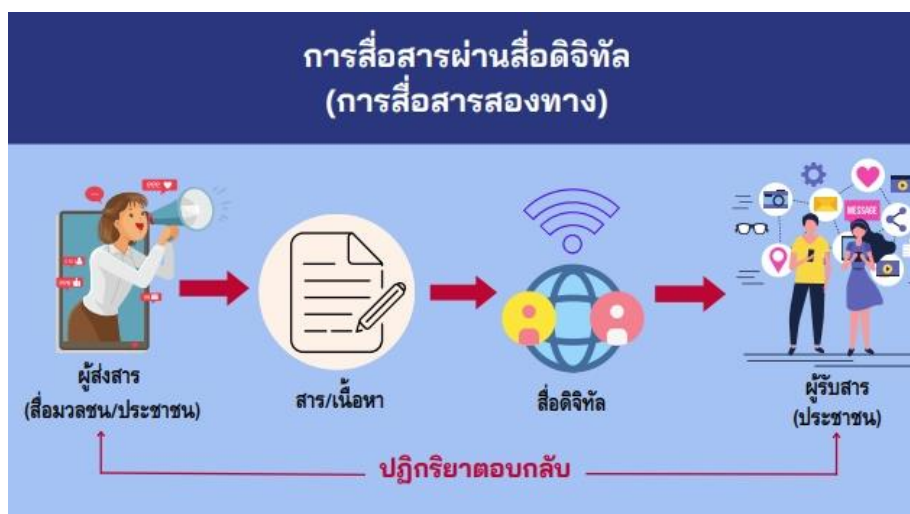 การสื่อสารผ่านสื่อดิจิทัล
(การสื่อสารสองทาง)
MESSAGE
ผู้ส่งสาร
(สื่อมวลชน/ประชาชน)
สาร/เนื้อหา
สื่อดิจิทัล
ผู้รับสาร
(ประชาชน)
ปฏิกริยาตอบกลับ